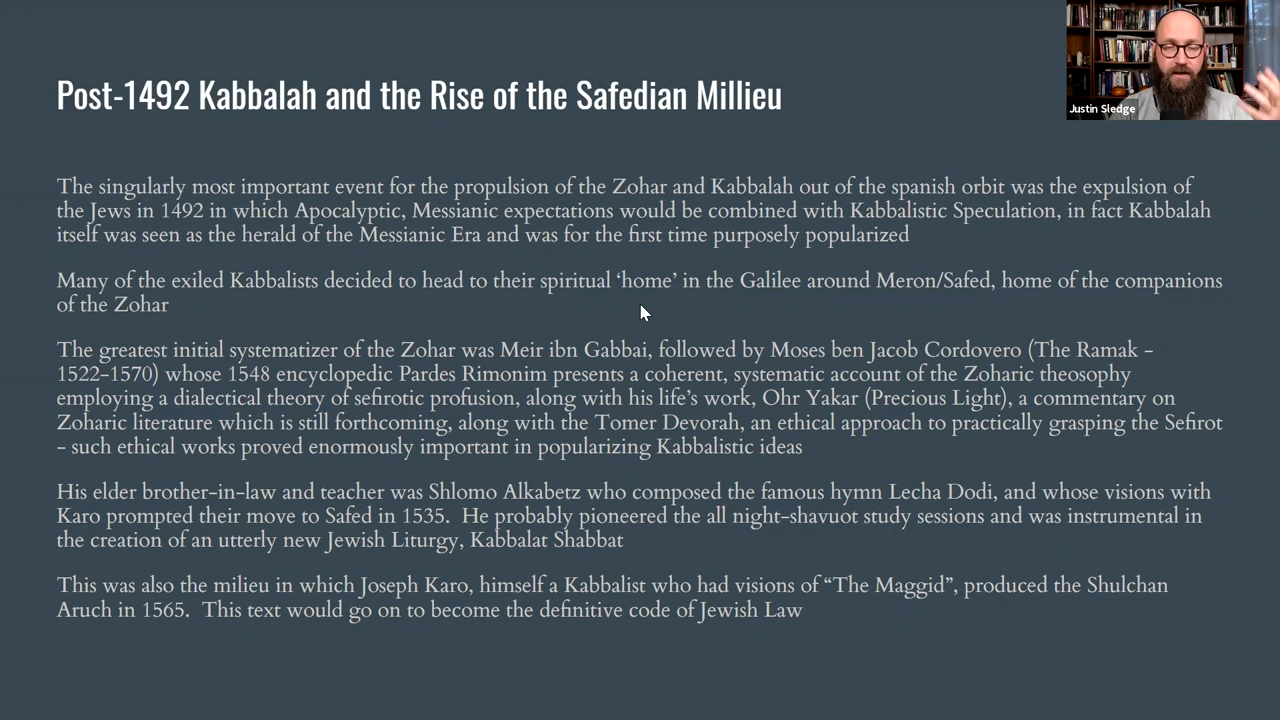 Post-1492 Kabbalah and the Rise of the Safedian Millieu
Justin Sledge
The singularly most important event for the propulsion of the Zohar and Kabbalah out of the spanish orbit was the expulsion of
the Jews in 1492 in which Apocalyptic, Messianic expectations would be combined with Kabbalistic Speculation, in fact Kabbalah
itself was seen as the herald of the Messianic Era and was for the first time purposely popularized
Many of the exiled Kabbalists decided to head to their spiritual ‘home’ in the Galilee around Meron/Safed, home of the companions
of the Zohar
The greatest initial systematizer of the Zohar was Meir ibn Gabbai, followed by Moses ben Jacob Cordovero (The Ramak -
1522-1570) whose 1548 encyclopedic Pardes Rimonim presents a coherent, systematic account of the Zoharic theosophy
employing a dialectical theory of sefirotic profusion, along with his life’s work, Ohr Yakar (Precious Light), a commentary on
Zoharic literature which is still forthcoming, along with the Tomer Devorah, an ethical approach to practically grasping the Sefirot
- such ethical works proved enormously important in popularizing Kabbalistic ideas
His elder brother-in-law and teacher was Shlomo Alkabetz who composed the famous hymn Lecha Dodi, and whose visions with
Karo prompted their move to Safed in 1535.  He probably pioneered the all night-shavuot study sessions and was instrumental in
the creation of an utterly new Jewish Liturgy, Kabbalat Shabbat
This was also the milieu in which Joseph Karo, himself a Kabbalist who had visions of “The Maggid”, produced the Shulchan
Aruch in 1565.  This text would go on to become the definitive code of Jewish Law